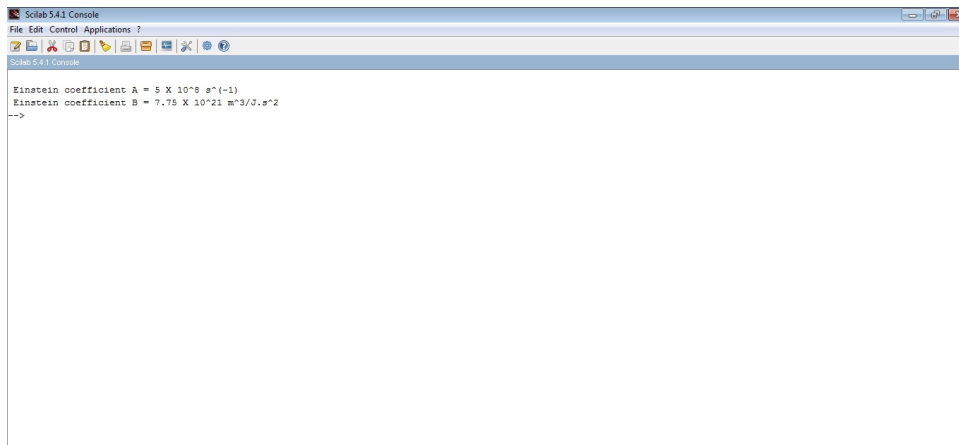 Scilab 5.4.1 Console
File Edit Control Applications ?
Scilab 5.4.1 Console
Einstein coefficient A = 5 X 10^8 s^(-1)
Einstein coefficient B = 7.75 X 10^21 m^3/J.s^2
-->